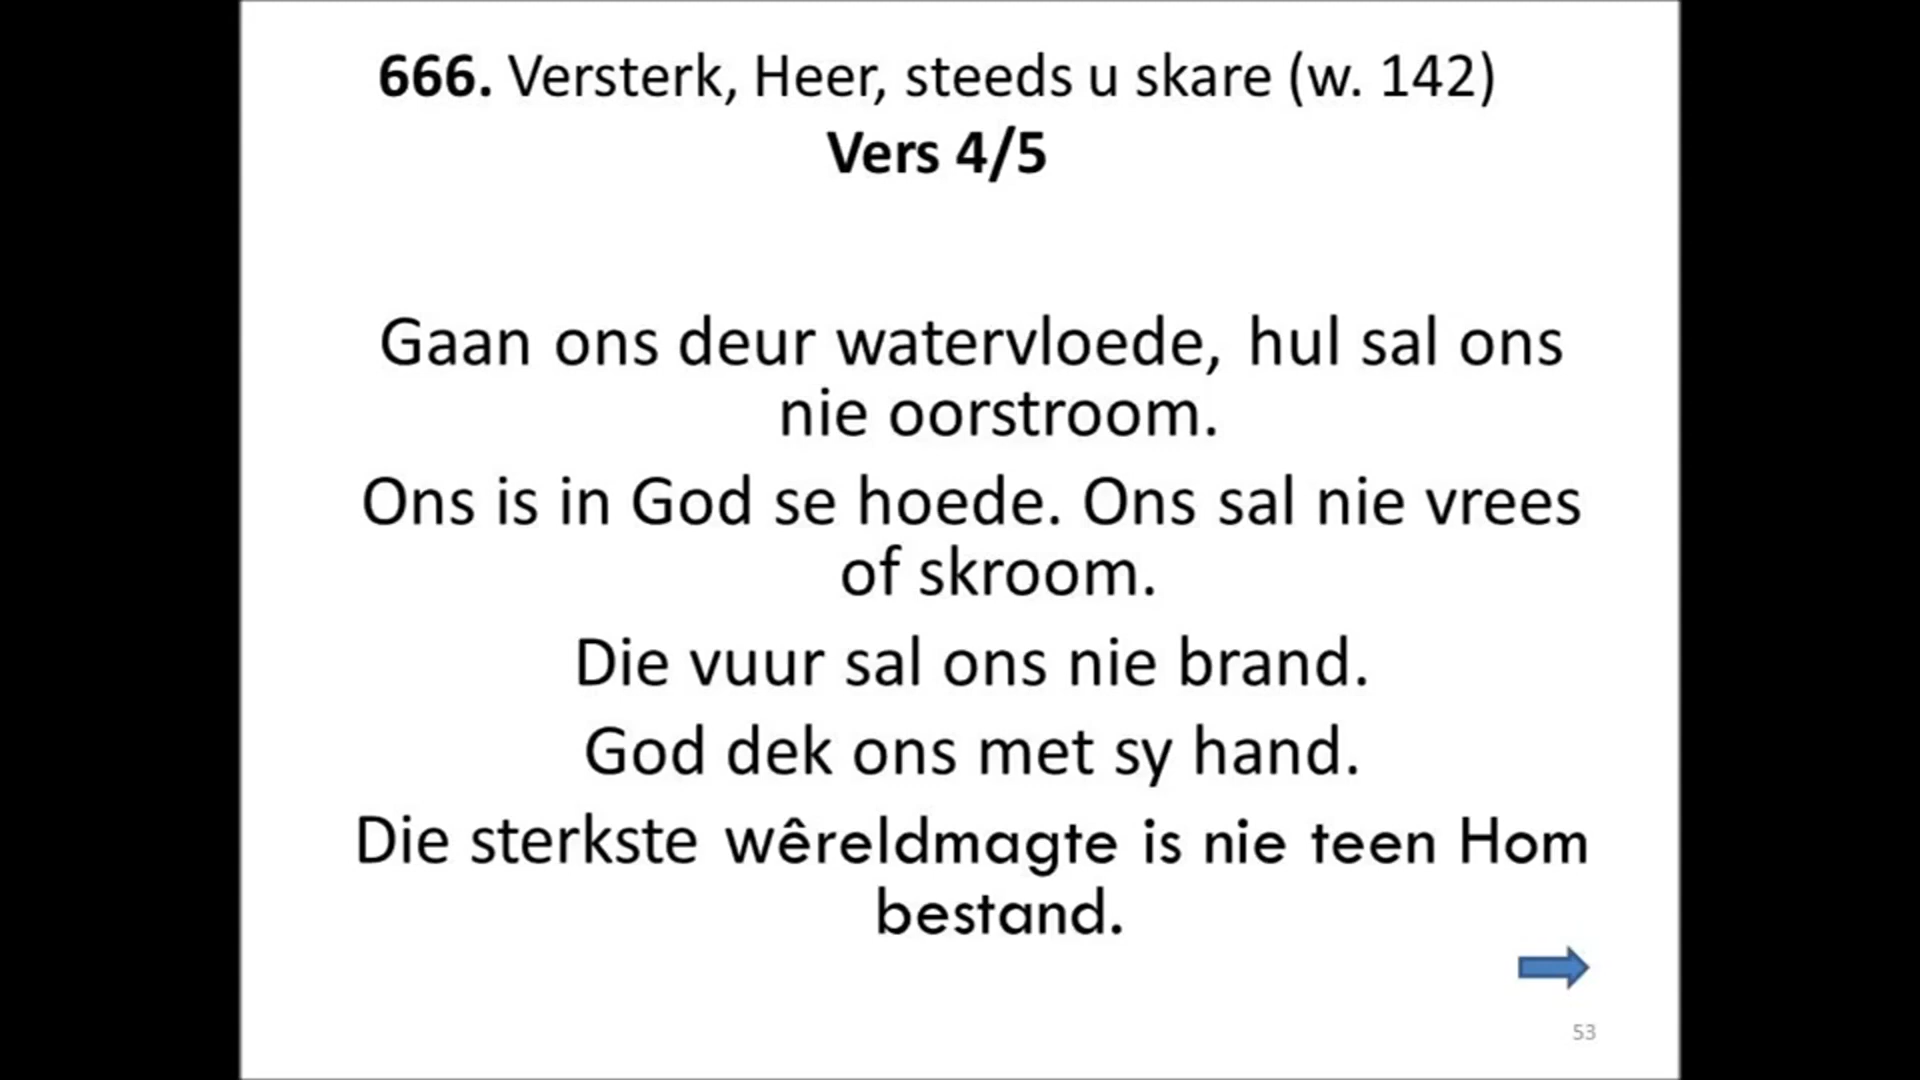 666. Versterk, Heer, steeds u skare (w. 142)
Vers 4/5
Gaan ons deur watervloede, hul sal ons
nie oorstroom.
Ons is in God se hoede. Ons sal nie vrees
of skroom.
Die vuur sal ons nie brand.
God dek ons met sy hand.
Die sterkste wêreldmagte is nie teen Hom
bestand.
53